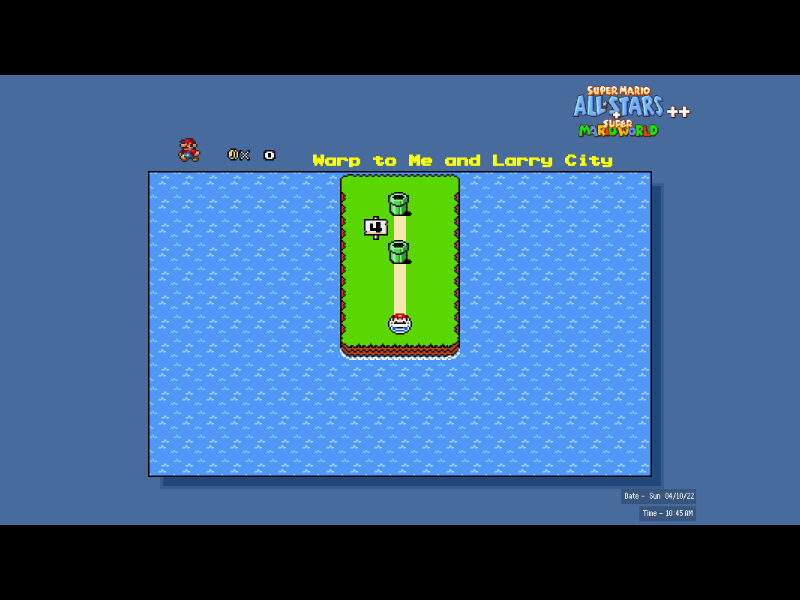 SUPER MARIO
ALL-STARS
+
++
SUPER
MARIO WORLD
X 0
Warp to Me and Larry City
4
Date - Sun 04/10/22
Time - 10:45 AM